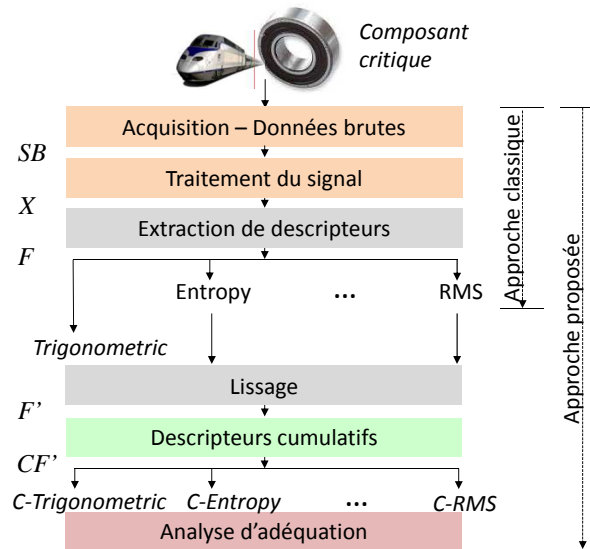 Composant
critique
Acquisition – Données brutes
SB
Traitement du signal
X
Extraction de descripteurs
F
Entropy ... RMS
Trigonometric
Lissage
F'
Descripteurs cumulatifs
CF'
C-Trigonometric C-Entropy ... C-RMS
Analyse d'adéquation
Approche classique
Approche proposée